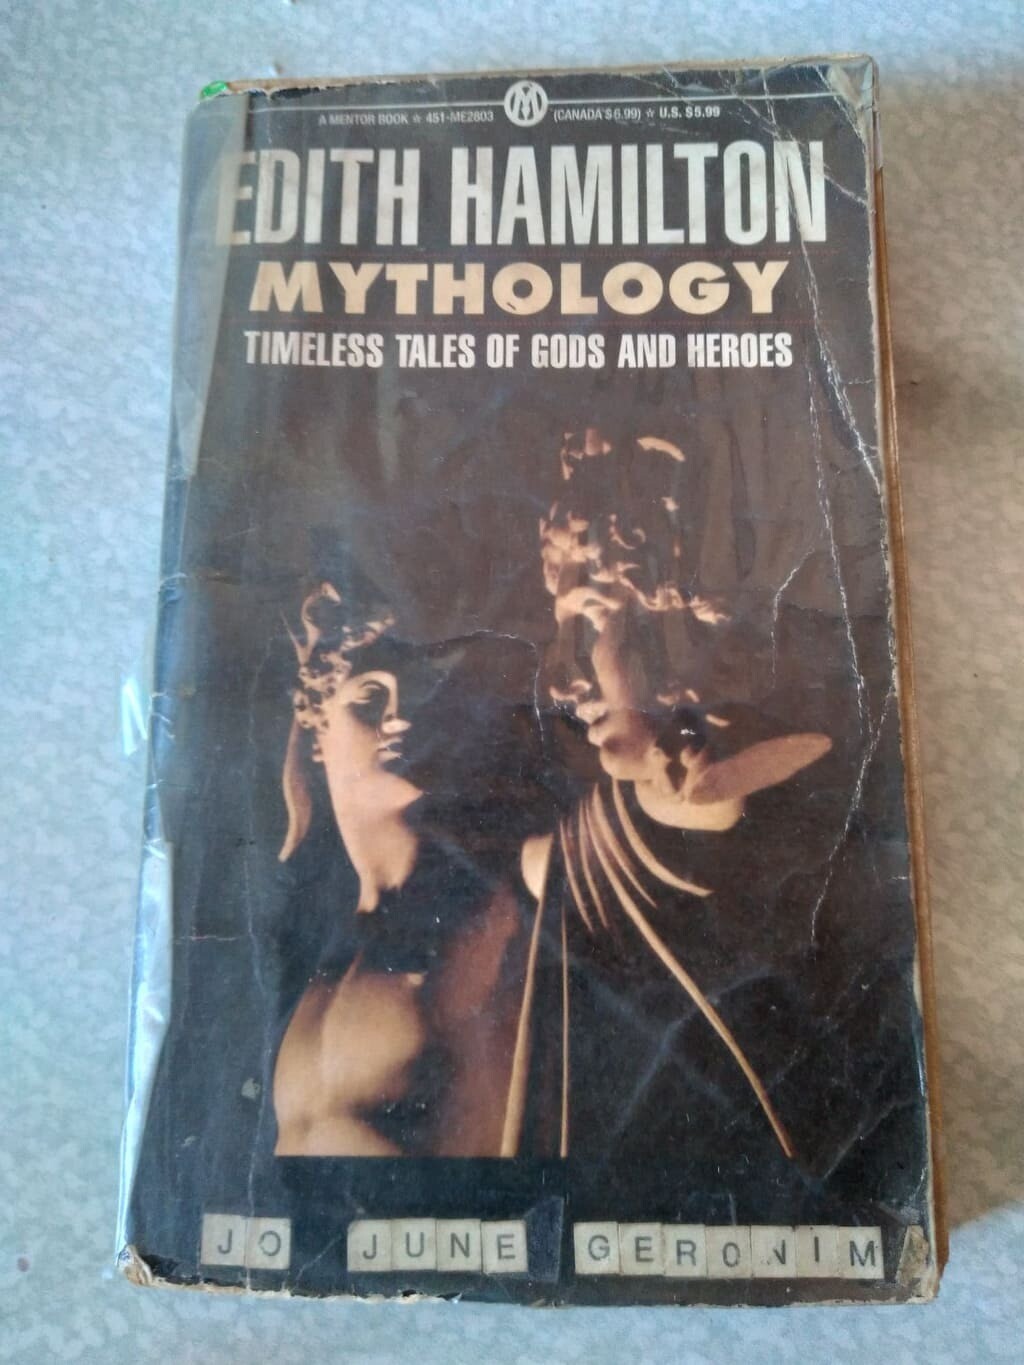 A MENTOR BOOK ☆ 451-ME2803 M (CANADA $6.99) ☆ U.S. $5.99
EDITH HAMILTON
MYTHOLOGY
TIMELESS TALES OF GODS AND HEROES
JO JUNE GERONIM